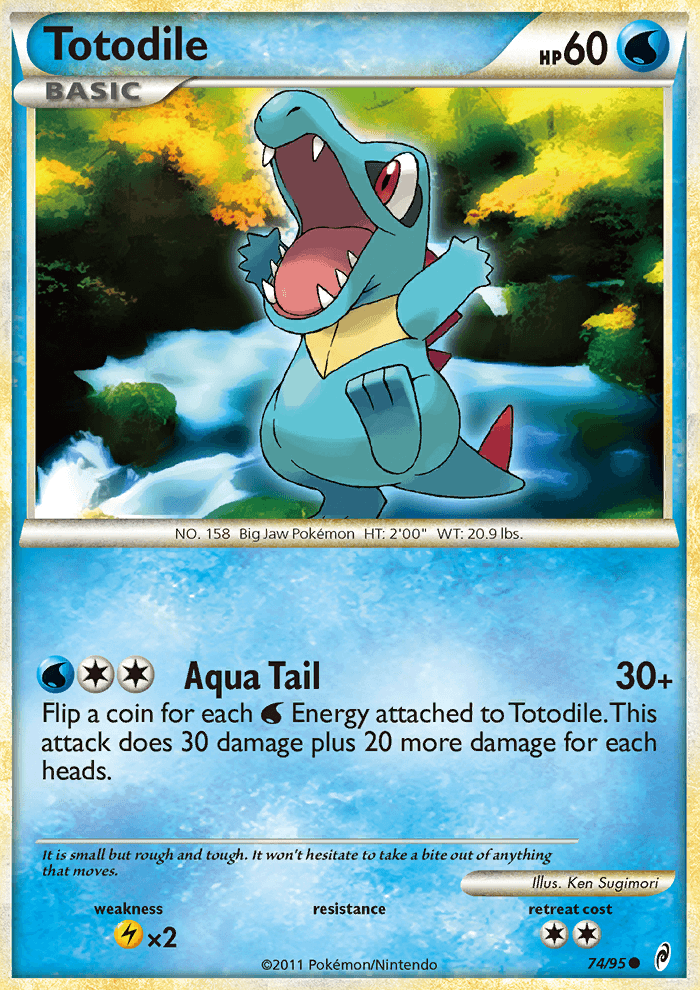 Totodile
HP60
BASIC
NO. 158 Big Jaw Pokémon HT: 2'00" WT: 20.9 lbs.
Aqua Tail 30+
Flip a coin for each Energy attached to Totodile. This
attack does 30 damage plus 20 more damage for each
heads.
It is small but rough and tough. It won't hesitate to take a bite out of anything
that moves.
Illus. Ken Sugimori
weakness resistance retreat cost
×2
©2011 Pokémon/Nintendo 74/95